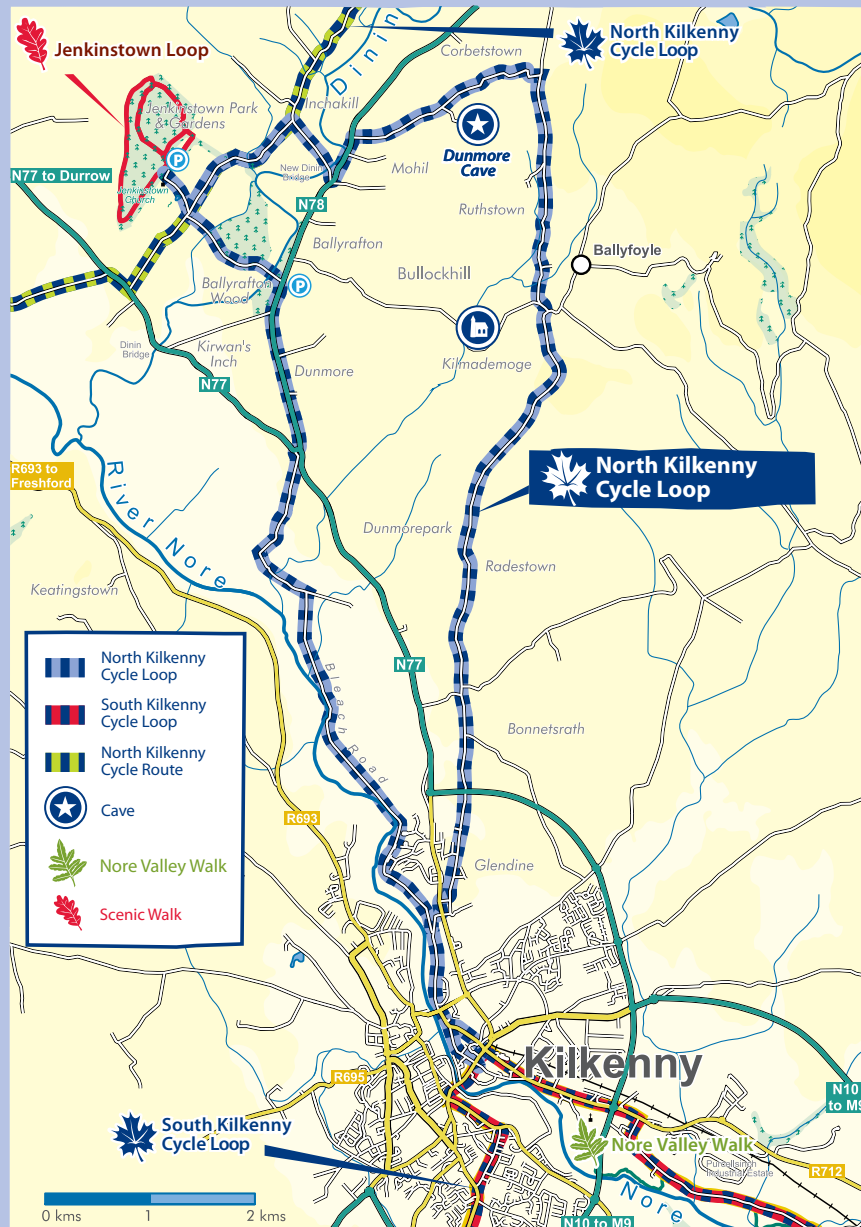 North Kilkenny
Cycle Loop
Jenkinstown Loop
Corbetstown
Dinin
Inchakill
Jenkinstown Park
& Gardens
P
Dunmore
Cave
Mohil
New Dinin
Bridge
N77 to Durrow
Jenkinstown
Church
N78
Ruthstown
Ballyrafton
Ballyfoyle
Bullockhill
Ballyrafton
Wood
P
Dinin
Bridge
Kirwan's
Inch
Kilmademoge
Dunmore
N77
R693 to
Freshford
North Kilkenny
Cycle Loop
River Nore
Dunmorepark
Radestown
Keatingstown
North Kilkenny
Cycle Loop
South Kilkenny
Cycle Loop
North Kilkenny
Cycle Route
Cave
Nore Valley Walk
Scenic Walk
N77
Bleach Road
Bonnetsrath
R693
Glendine
Kilkenny
R695
N10
to M9
South Kilkenny
Cycle Loop
Nore Valley Walk
Purcellsinch
Industrial Estate
R712
Nore
N10 to M9
0 kms
1
2 kms